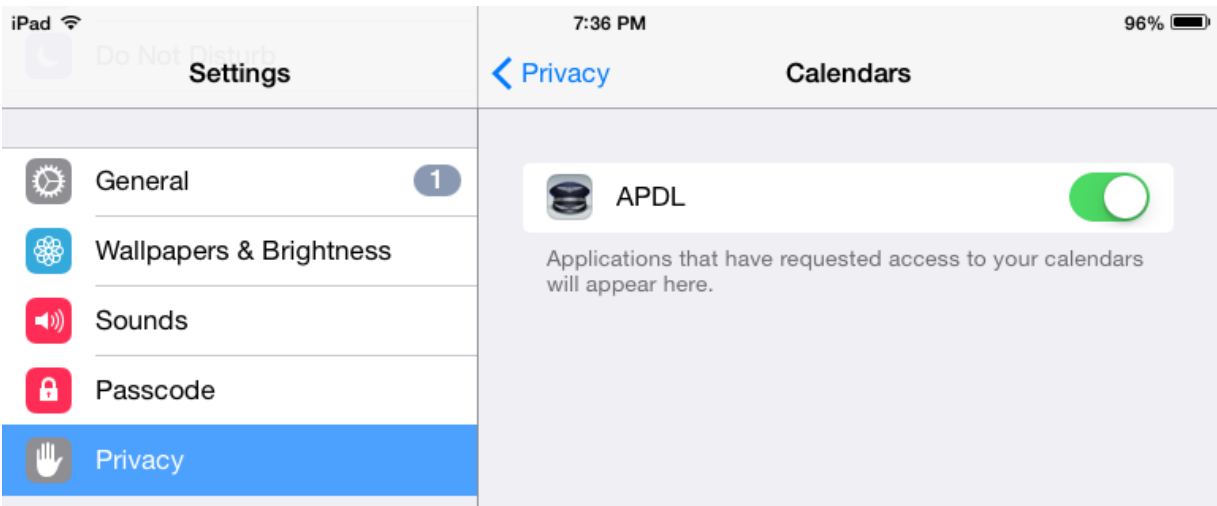 iPad 7:36 PM 96%
Do Not Disturb
Settings
Privacy Calendars
General 1
APDL
Wallpapers & Brightness
Applications that have requested access to your calendars
will appear here.
Sounds
Passcode
Privacy